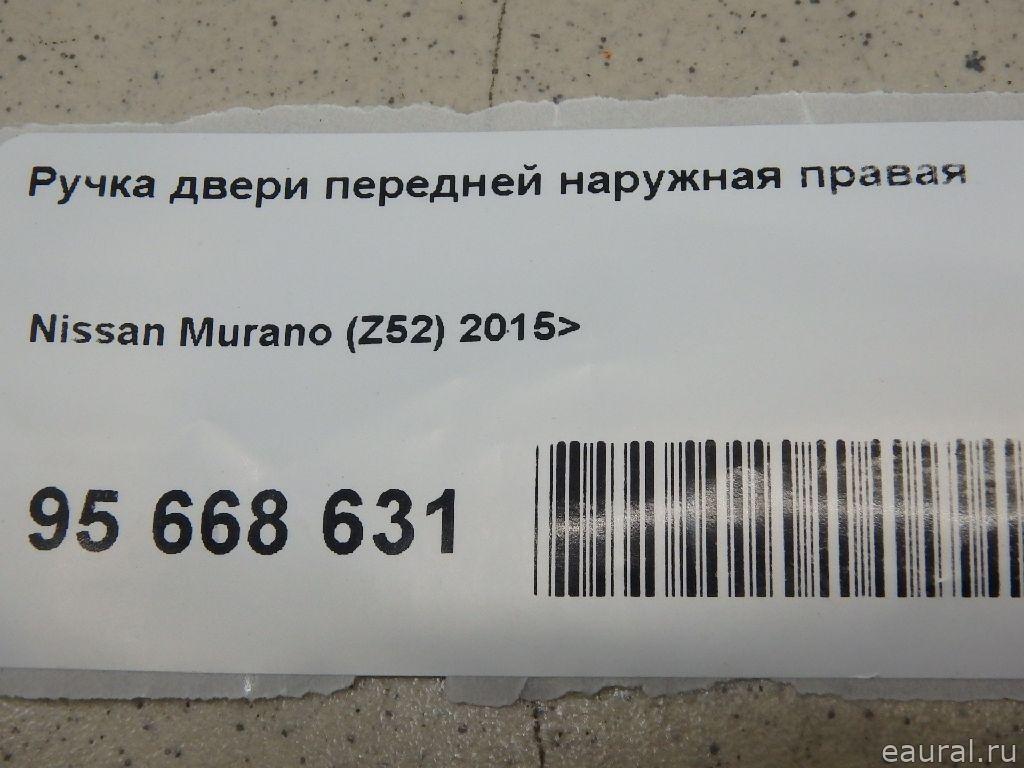 Ручка двери передней наружная правая
Nissan Murano (Z52) 2015>
95 668 631
eaural.ru